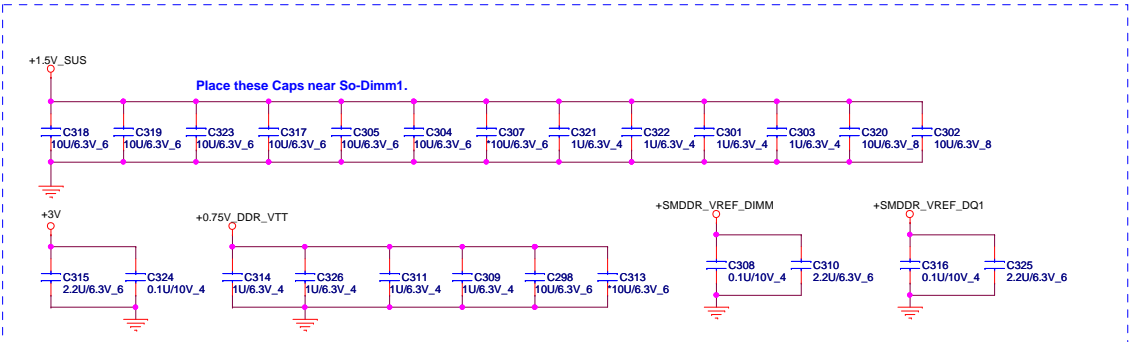 +1.5V_SUS
Place these Caps near So-Dimm1.
C318 C319 C323 C317 C305 C304 C307 C321 C322 C301 C303 C320 C302
10U/6.3V_6 10U/6.3V_6 10U/6.3V_6 10U/6.3V_6 10U/6.3V_6 10U/6.3V_6 *10U/6.3V_6 1U/6.3V_4 1U/6.3V_4 1U/6.3V_4 1U/6.3V_4 10U/6.3V_8 10U/6.3V_8
+3V +0.75V_DDR_VTT +SMDDR_VREF_DIMM +SMDDR_VREF_DQ1
C315 C324 C314 C326 C311 C309 C298 C313 C308 C310 C316 C325
2.2U/6.3V_6 0.1U/10V_4 1U/6.3V_4 1U/6.3V_4 1U/6.3V_4 1U/6.3V_4 10U/6.3V_6 *10U/6.3V_6 0.1U/10V_4 2.2U/6.3V_6 0.1U/10V_4 2.2U/6.3V_6